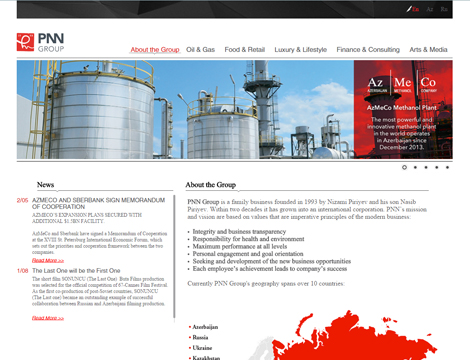 En Az Ru
PNN
GROUP
About the Group Oil & Gas Food & Retail Luxury & Lifestyle Finance & Consulting Arts & Media
Az Me Co
AZERBAIJAN METHANOL COMPANY
AzMeCo Methanol Plant
The most powerful and
innovative methanol plant
in the world operates
in Azerbaijan since
December 2013.
News
2/05 AZMECO AND SBERBANK SIGN MEMORANDUM
OF COOPERATION
AZMECO'S EXPANSION PLANS SECURED WITH
ADDITIONAL $1.5BN FACILITY.
AzMeCo and Sberbank have signed a Memorandum of Cooperation
at the XVIII St. Petersburg International Economic Forum, which
sets out the priorities and cooperation framework between the two
companies.
Read More >>
1/08 The Last One will be the First One
The short film SONUNCU (The Last One) Buta Films production
was selected for the official competition of 67-Cannes Film Festival.
As the first co-production of post-Soviet countries, SONUNCU
(The Last one) became an outstanding example of successful
collaboration between Russian and Azerbaijani filming production.
Read More >>
About the Group
PNN Group is a family business founded in 1993 by Nizami Piriyev and his son Nasib
Piriyev. Within two decades it has grown into an international corporation. PNN's mission
and vision are based on values that are imperative principles of the modern business:
• Integrity and business transparency
• Responsibility for health and environment
• Maximum performance at all levels
• Personal engagement and goal orientation
• Seeking and development of the new business opportunities
• Each employee's achievement leads to company's success
Currently PNN Group's geography spans over 10 countries:
• Azerbaijan
• Russia
• Ukraine
• Kazakhstan